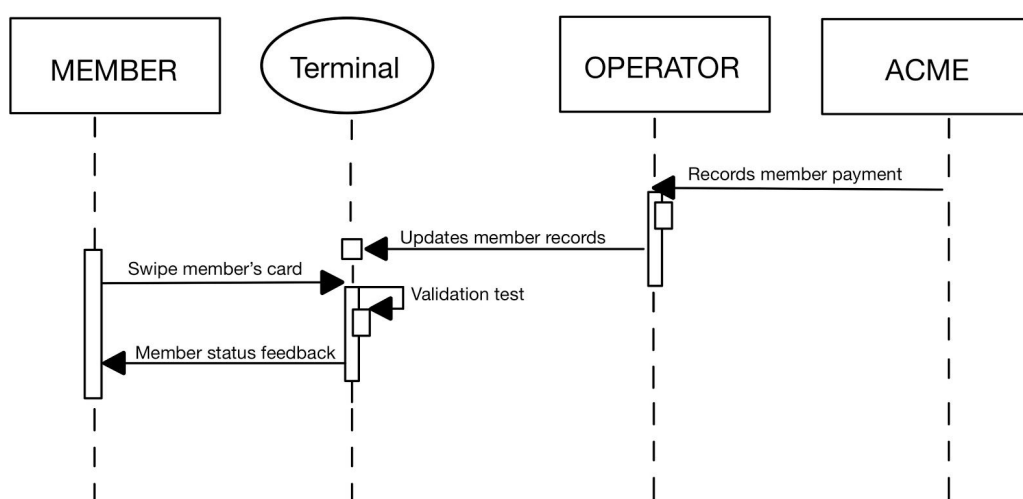 MEMBER
Terminal
OPERATOR
ACME
Records member payment
Updates member records
Swipe member's card
Validation test
Member status feedback